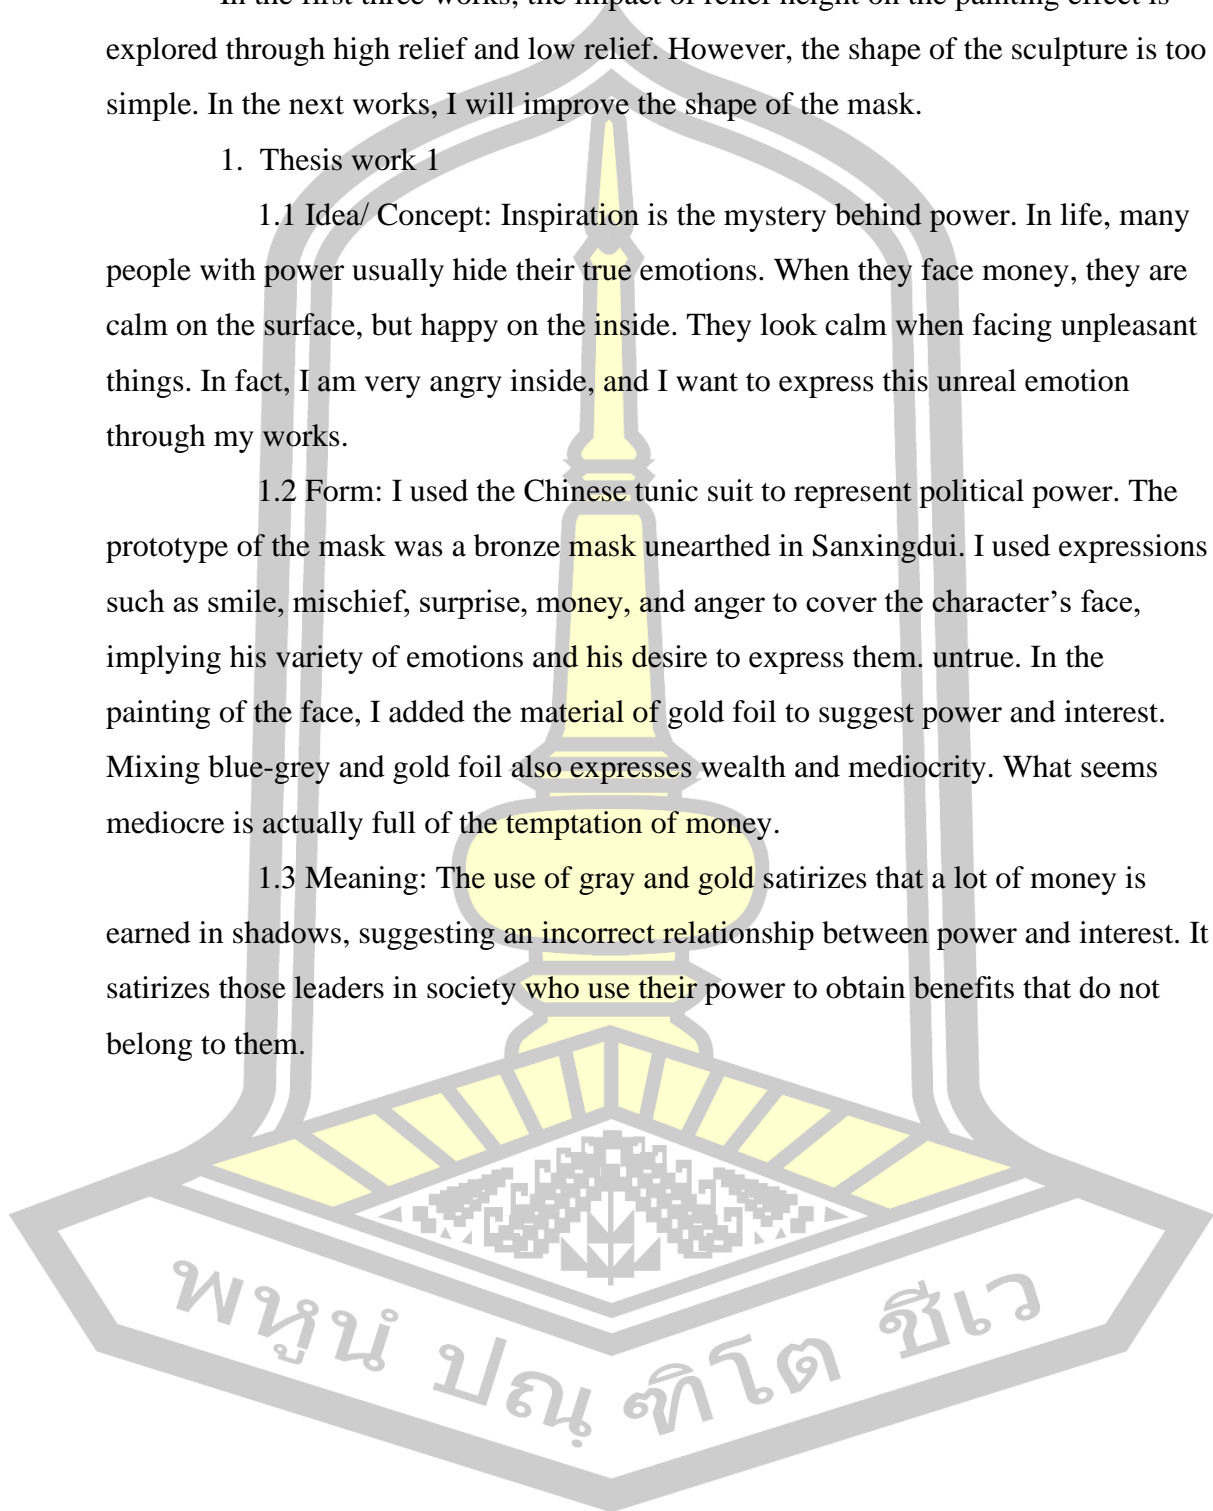 In the first three works, the impact of relief height on the painting effect is
explored through high relief and low relief. However, the shape of the sculpture is too
simple. In the next works, I will improve the shape of the mask.
1. Thesis work 1
1.1 Idea/ Concept: Inspiration is the mystery behind power. In life, many
people with power usually hide their true emotions. When they face money, they are
calm on the surface, but happy on the inside. They look calm when facing unpleasant
things. In fact, I am very angry inside, and I want to express this unreal emotion
through my works.
1.2 Form: I used the Chinese tunic suit to represent political power. The
prototype of the mask was a bronze mask unearthed in Sanxingdui. I used expressions
such as smile, mischief, surprise, money, and anger to cover the character’s face,
implying his variety of emotions and his desire to express them. untrue. In the
painting of the face, I added the material of gold foil to suggest power and interest.
Mixing blue-grey and gold foil also expresses wealth and mediocrity. What seems
mediocre is actually full of the temptation of money.
1.3 Meaning: The use of gray and gold satirizes that a lot of money is
earned in shadows, suggesting an incorrect relationship between power and interest. It
satirizes those leaders in society who use their power to obtain benefits that do not
belong to them.
พหูนํ ปณฺฑิโต ชีเว